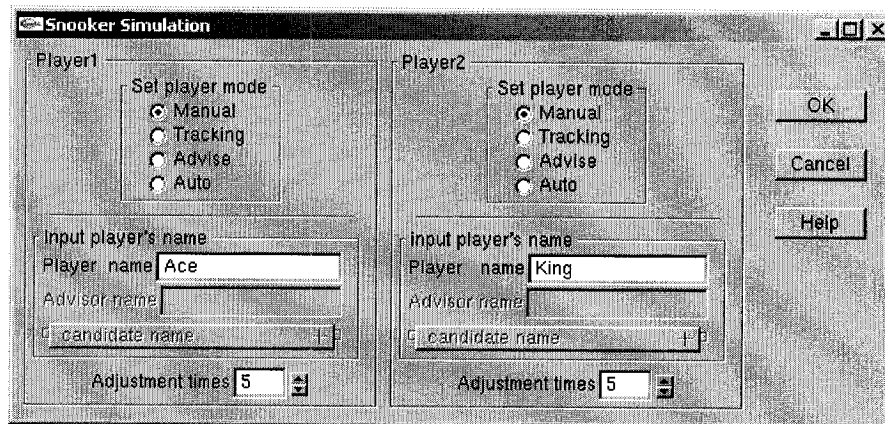 Snooker Simulation
Player1
Set player mode
Manual
Tracking
Advise
Auto
Input player's name
Player name Ace
Advisor name
candidate name
Adjustment times 5
Player2
Set player mode
Manual
Tracking
Advise
Auto
Input player's name
Player name King
Advisor name
candidate name
Adjustment times 5
OK
Cancel
Help